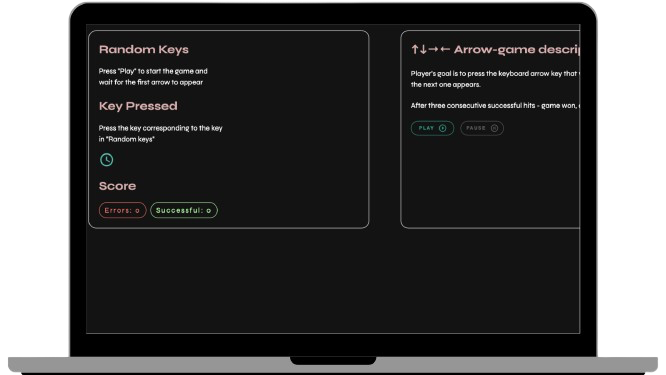 Random Keys
Press "Play" to start the game and
wait for the first arrow to appear
Key Pressed
Press the key corresponding to the key
in "Random keys"
Score
Errors: 0
Successful: 0
↑↓→← Arrow-game descrip
Player's goal is to press the keyboard arrow key that
the next one appears.
After three consecutive successful hits - game won,
PLAY
PAUSE